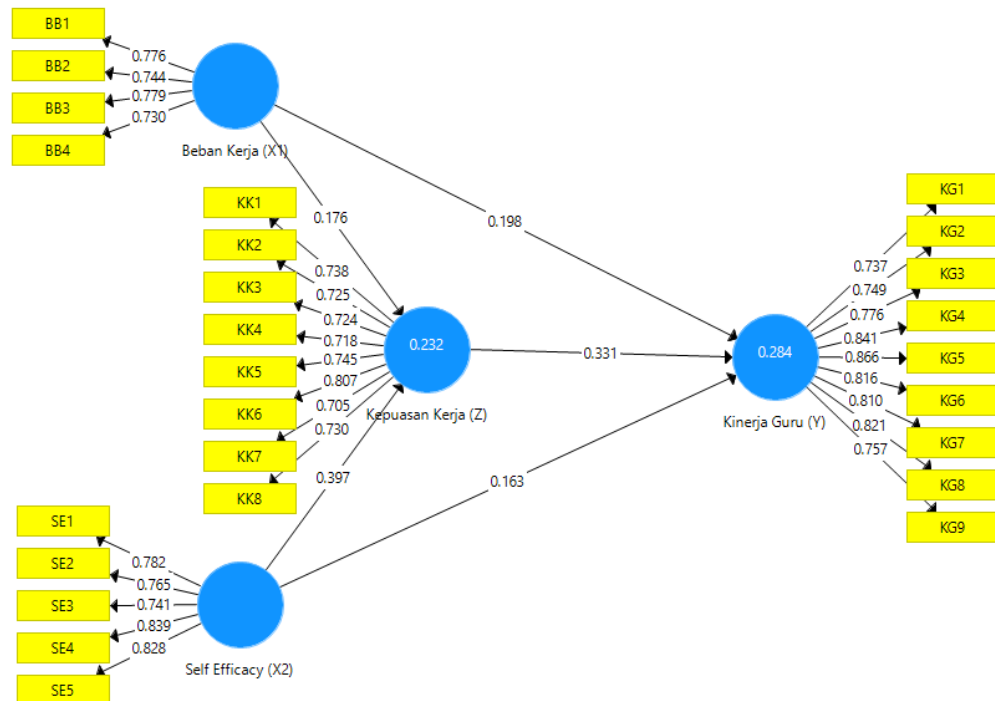 BB1
BB2
BB3
BB4
0.776
0.744
0.779
0.730
Beban Kerja (X1)
0.176
0.198
KK1
KK2
KK3
KK4
KK5
KK6
KK7
KK8
0.738
0.725
0.724
0.718
0.745
0.807
0.705
0.730
0.232
Kepuasan Kerja (Z)
0.331
0.397
0.163
SE1
SE2
SE3
SE4
SE5
0.782
0.765
0.741
0.839
0.828
Self Efficacy (X2)
0.284
Kinerja Guru (Y)
0.737
0.749
0.776
0.841
0.866
0.816
0.810
0.821
0.757
KG1
KG2
KG3
KG4
KG5
KG6
KG7
KG8
KG9